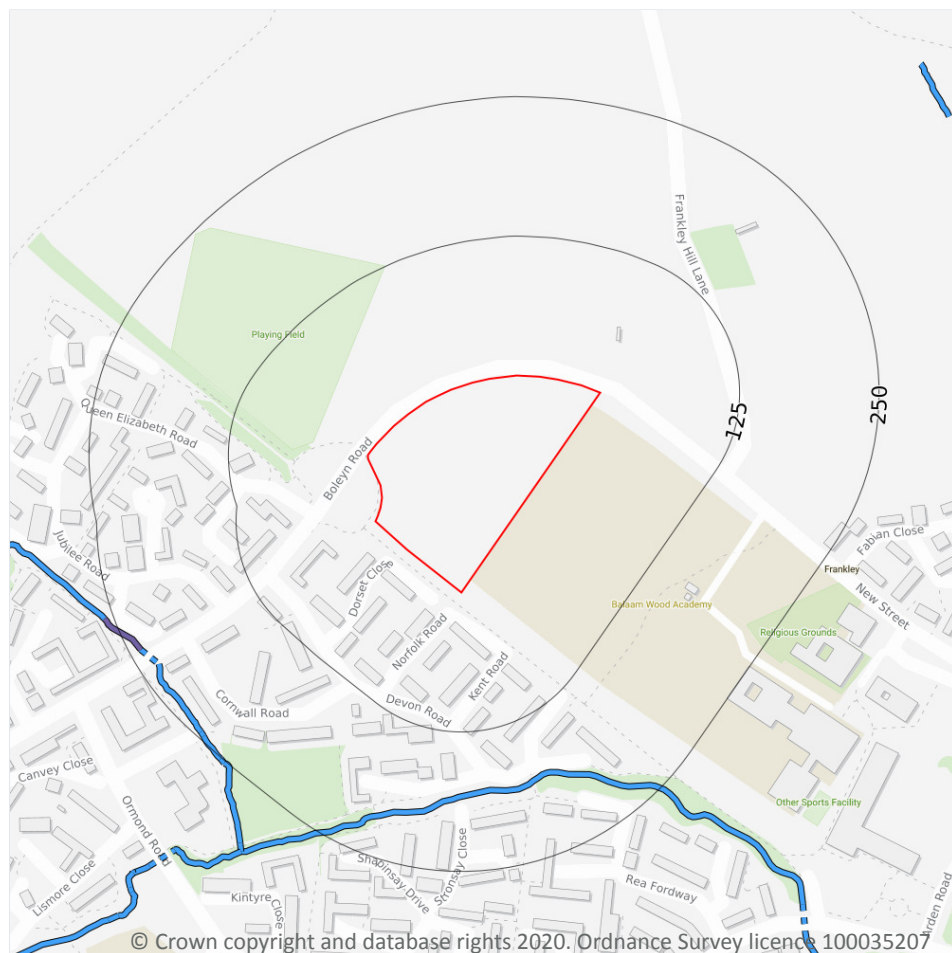 Frankley Hill Lane
Playing Field
125
250
Queen Elizabeth Road
Boleyn Road
Jubilee Road
Fabian Close
Frankley
Dorset Close
New Street
Balaam Wood Academy
Norfolk Road
Religious Grounds
Kent Road
Cornwall Road
Devon Road
Canvey Close
Ormond Road
Other Sports Facility
Shapinsay Drive
Stronsay Close
Lismore Close
Kintyre Close
Rea Fordway
Arden Road
© Crown copyright and database rights 2020. Ordnance Survey licence 100035207